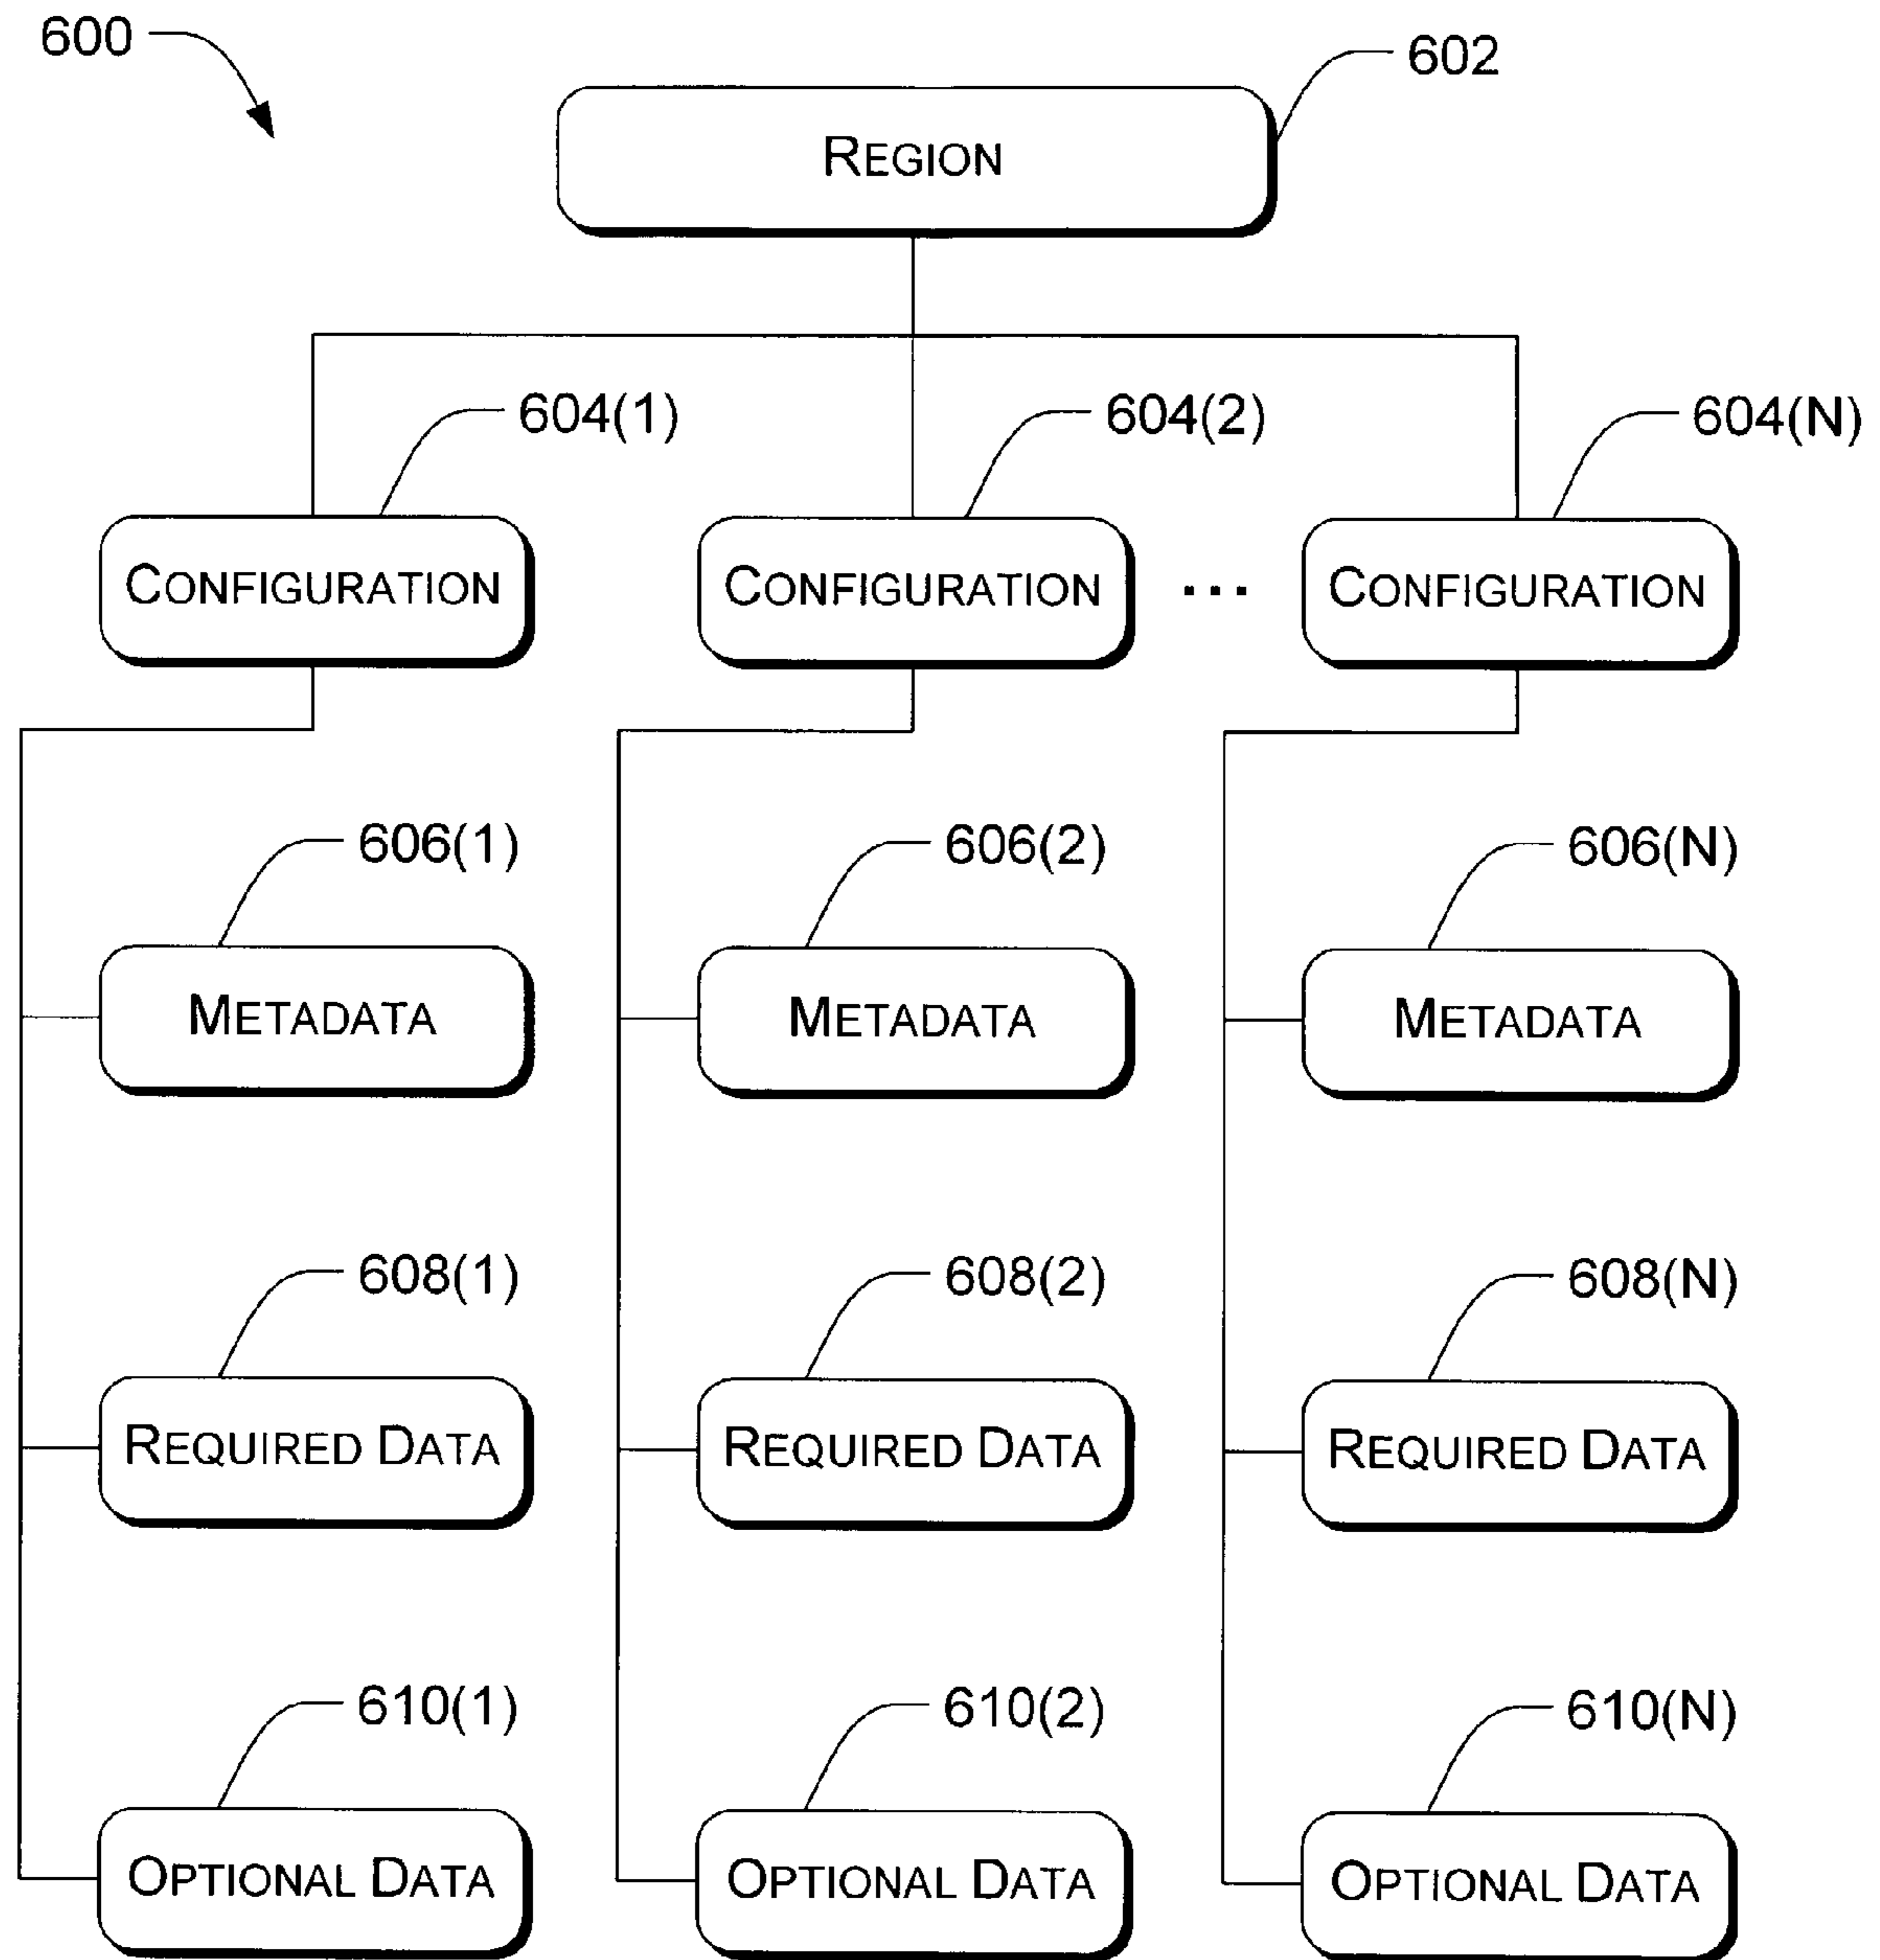 600
602
REGION
604(1)
604(2)
604(N)
CONFIGURATION
CONFIGURATION
...
CONFIGURATION
606(1)
606(2)
606(N)
METADATA
METADATA
METADATA
608(1)
608(2)
608(N)
REQUIRED DATA
REQUIRED DATA
REQUIRED DATA
610(1)
610(2)
610(N)
OPTIONAL DATA
OPTIONAL DATA
OPTIONAL DATA